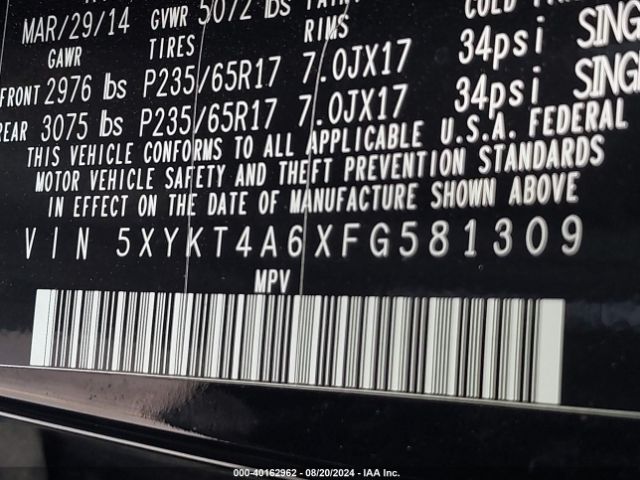 MAR/29/14 GVWR 5072 lbs
GAWR TIRES RIMS
FRONT 2976 lbs P235/65R17 7.0JX17 34psi SING
REAR 3075 lbs P235/65R17 7.0JX17 34psi SING
THIS VEHICLE CONFORMS TO ALL APPLICABLE U.S.A. FEDERAL
MOTOR VEHICLE SAFETY AND THEFT PREVENTION STANDARDS
IN EFFECT ON THE DATE OF MANUFACTURE SHOWN ABOVE
VIN 5XYKT4A6XFG581309
MPV
000-40162962 - 08/20/2024 - IAA Inc.